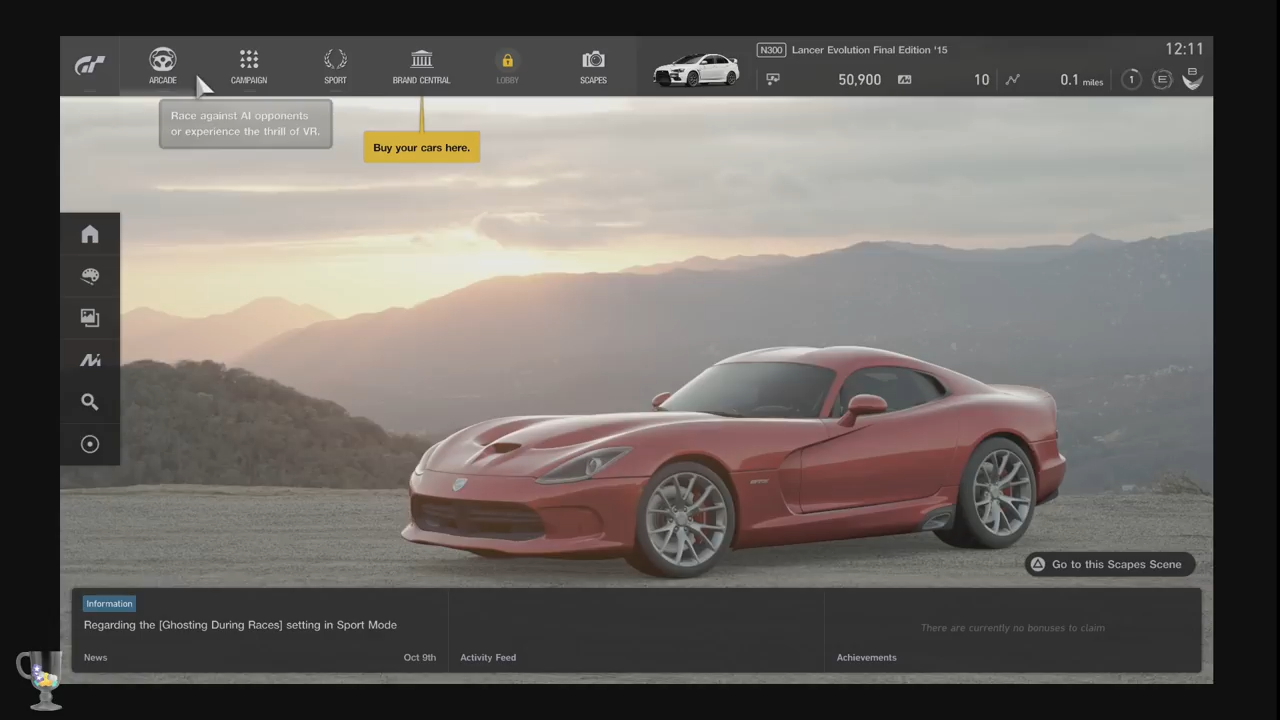 ARCADE
CAMPAIGN
SPORT
BRAND CENTRAL
LOBBY
SCAPES
N300 Lancer Evolution Final Edition '15
12:11
50,900
10
0.1 miles
1
E
B
Race against AI opponents
or experience the thrill of VR.
Buy your cars here.
Go to this Scapes Scene
Information
Regarding the [Ghosting During Races] setting in Sport Mode
News
Oct 9th
Activity Feed
There are currently no bonuses to claim
Achievements